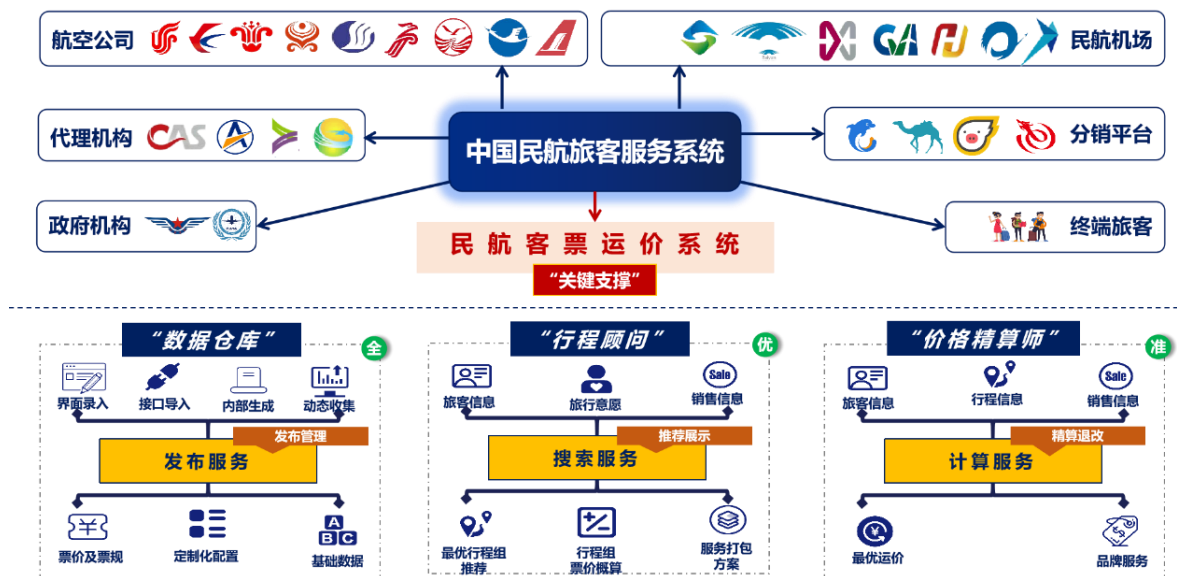 航空公司
民航机场
代理机构
CAS
中国民航旅客服务系统
分销平台
政府机构
终端旅客
民航客票运价系统
“关键支撑”
“数据仓库”
全
界面录入
接口导入
内部生成
动态收集
发布管理
发布服务
票价及票规
定制化配置
A
B C
基础数据
“行程顾问”
优
旅客信息
旅行意愿
Sale
销售信息
推荐展示
搜索服务
最优行程组
推荐
行程组
票价概算
服务打包
方案
“价格精算师”
准
旅客信息
行程信息
Sale
销售信息
精算退改
计算服务
最优运价
品牌服务